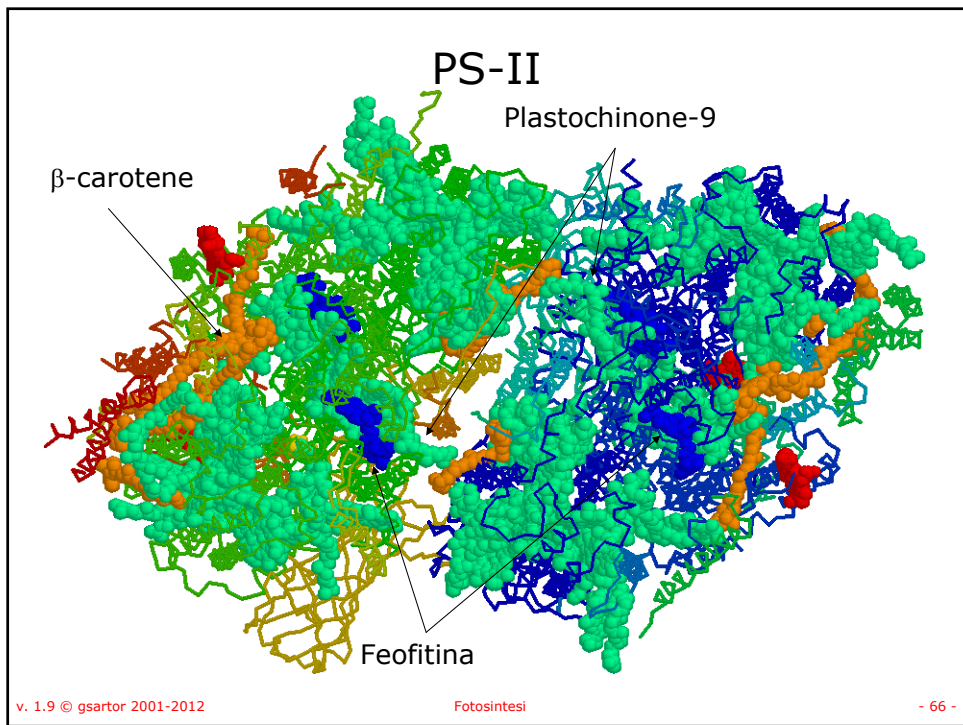 PS-II
Plastochinone-9
β-carotene
Feofitina
v. 1.9 © gsartor 2001-2012
Fotosintesi
- 66 -